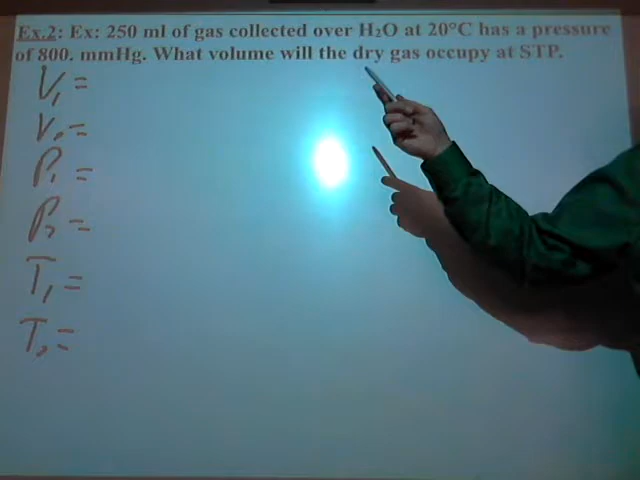 Ex.2: Ex: 250 ml of gas collected over H₂O at 20°C has a pressure
of 800. mmHg. What volume will the dry gas occupy at STP.
V₁ =
V₂ =
P₁ =
P₂ =
T₁ =
T₂ =